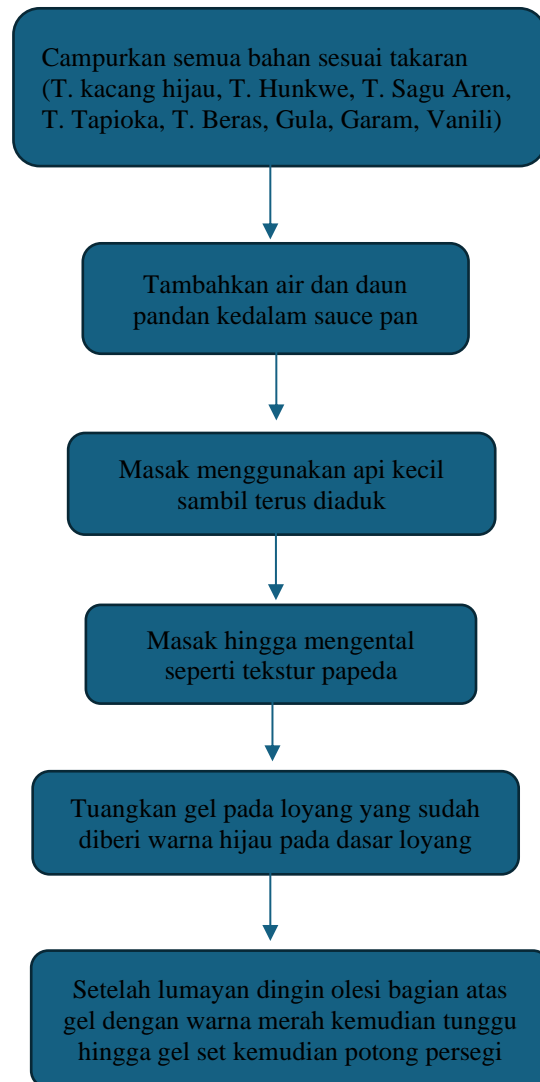 Campurkan semua bahan sesuai takaran
(T. kacang hijau, T. Hunkwe, T. Sagu Aren,
T. Tapioka, T. Beras, Gula, Garam, Vanili)
Tambahkan air dan daun
pandan kedalam sauce pan
Masak menggunakan api kecil
sambil terus diaduk
Masak hingga mengental
seperti tekstur papeda
Tuangkan gel pada loyang yang sudah
diberi warna hijau pada dasar loyang
Setelah lumayan dingin olesi bagian atas
gel dengan warna merah kemudian tunggu
hingga gel set kemudian potong persegi